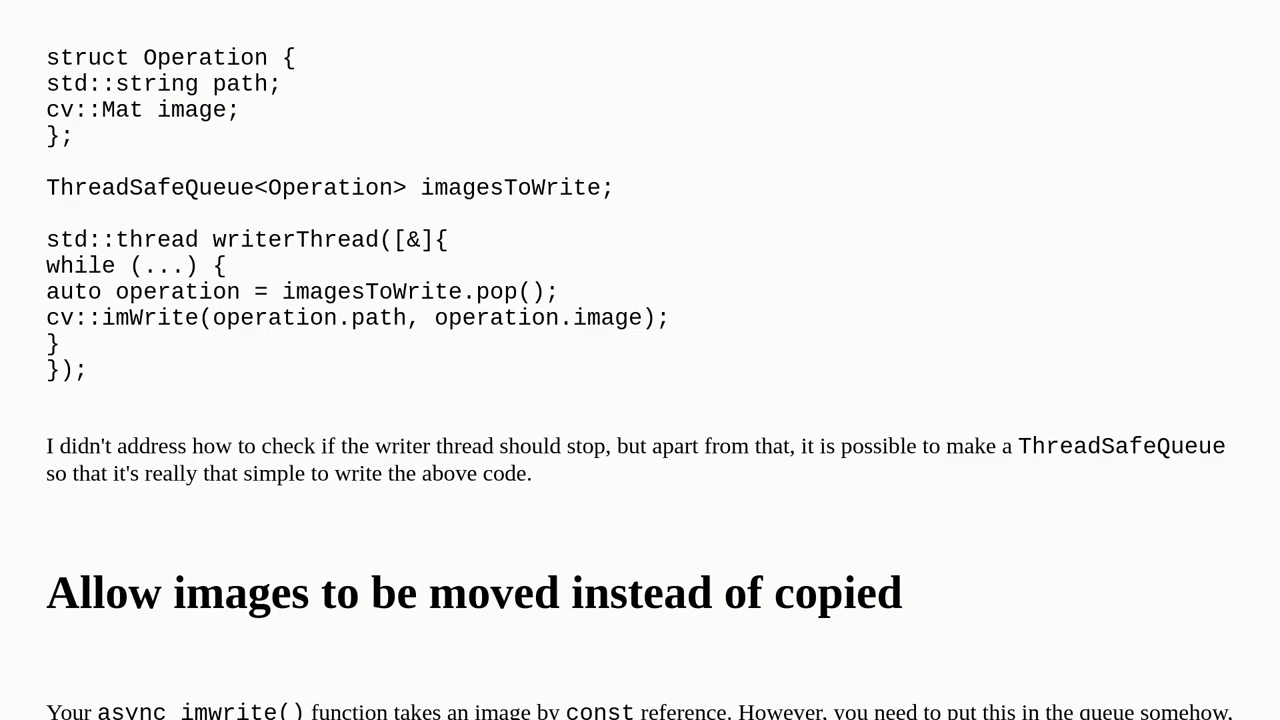 struct Operation {
std::string path;
cv::Mat image;
};
ThreadSafeQueue<Operation> imagesToWrite;
std::thread writerThread([&]{
while (...) {
auto operation = imagesToWrite.pop();
cv::imWrite(operation.path, operation.image);
}
});
I didn't address how to check if the writer thread should stop, but apart from that, it is possible to make a ThreadSafeQueue
so that it's really that simple to write the above code.
Allow images to be moved instead of copied
Your async_imwrite() function takes an image by const reference. However, you need to put this in the queue somehow.